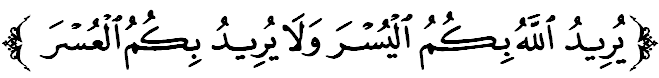 ﴿ يُرِيدُ ٱللَّهُ بِكُمُ ٱلْيُسْرَ وَلَا يُرِيدُ بِكُمُ ٱلْعُسْرَ ﴾